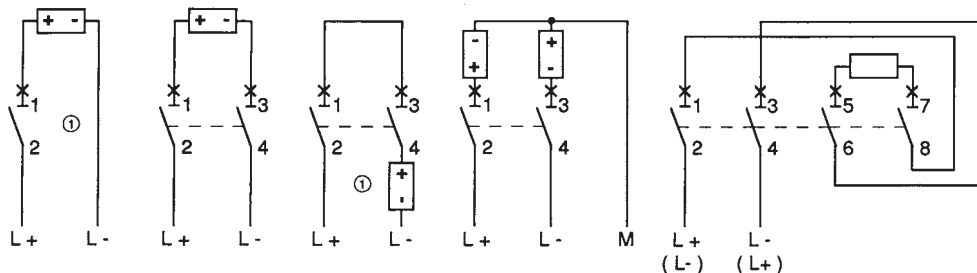 + - + - - + + -
1 1 3 1 3 + - 1 3 1 3 5 7
①
2 2 4 2 4 2 4 2 4 6 8
① + -
L + L - L + L - L + L - L + L - M L + L -
( L- ) ( L+ )